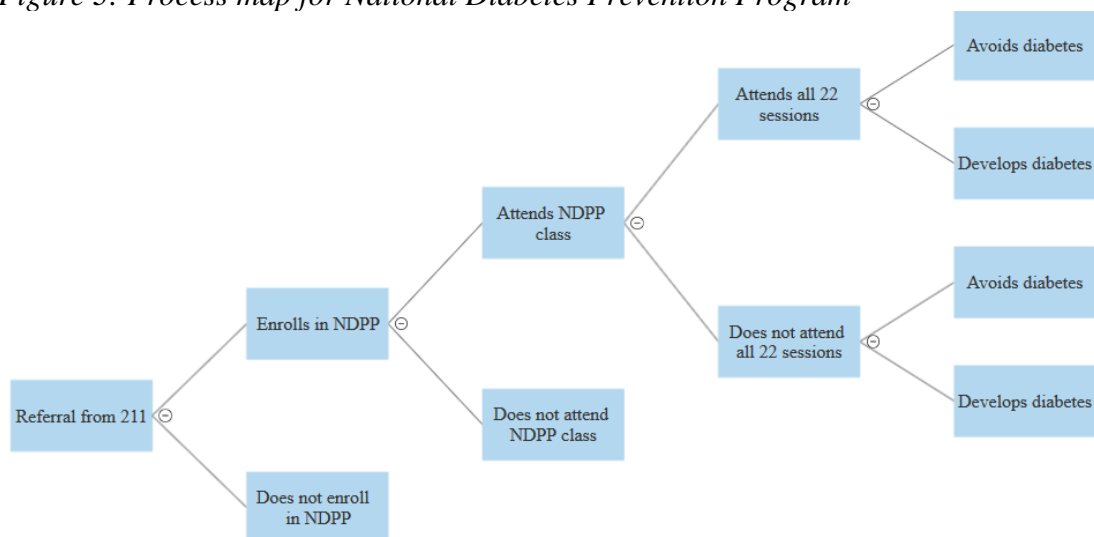 Figure 3: Process map for National Diabetes Prevention Program
Avoids diabetes
Attends all 22
sessions
Develops diabetes
Attends NDPP
class
Avoids diabetes
Enrolls in NDPP
Does not attend
all 22 sessions
Develops diabetes
Referral from 211
Does not attend
NDPP class
Does not enroll
in NDPP